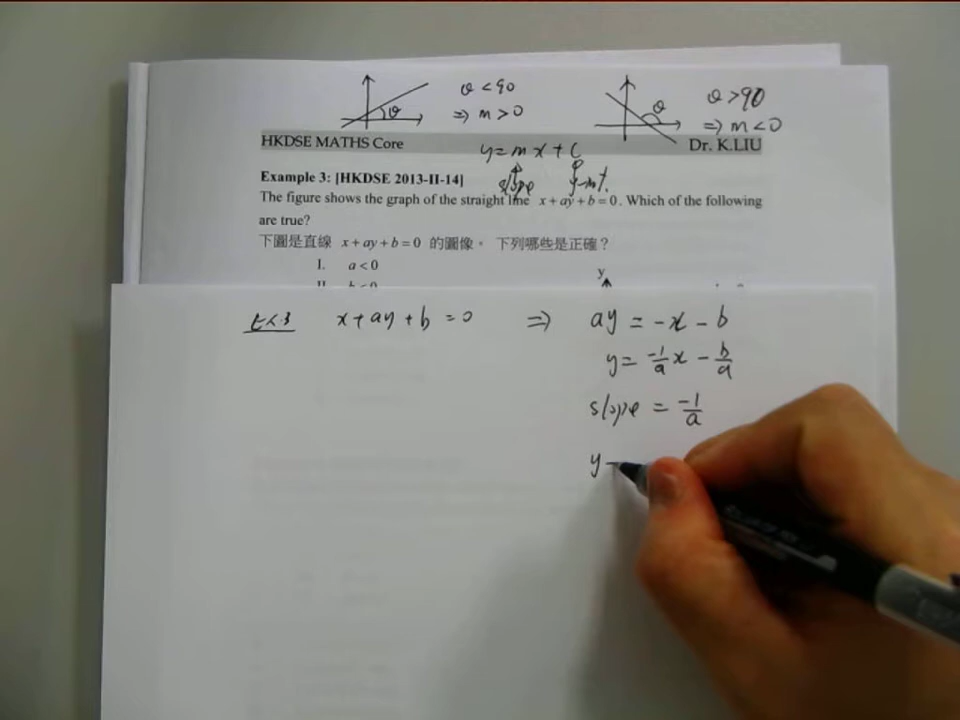 θ < 90
⇒ m > 0
θ > 90
⇒ m < 0
HKDSE MATHS Core
Dr. K.LIU
y = mx + c
slope y-int.
Example 3: [HKDSE 2013-II-14]
The figure shows the graph of the straight line x + ay + b = 0. Which of the following
are true?
下圖是直線 x + ay + b = 0 的圖像。 下列哪些是正確？
I. a < 0
y
Ex3 x + ay + b = 0 ⇒ ay = -x - b
y = -1/a x - b/a
slope = -1/a
y-